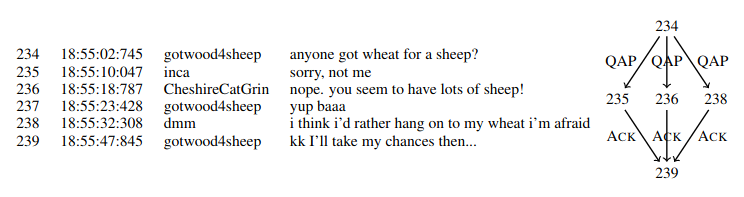 234 18:55:02:745 gotwood4sheep anyone got wheat for a sheep?
235 18:55:10:047 inca sorry, not me
236 18:55:18:787 CheshireCatGrin nope. you seem to have lots of sheep!
237 18:55:23:428 gotwood4sheep yup baaa
238 18:55:32:308 dmm i think i'd rather hang on to my wheat i'm afraid
239 18:55:47:845 gotwood4sheep kk I'll take my chances then...
234
QAP QAP QAP
235 236 238
ACK ACK ACK
239